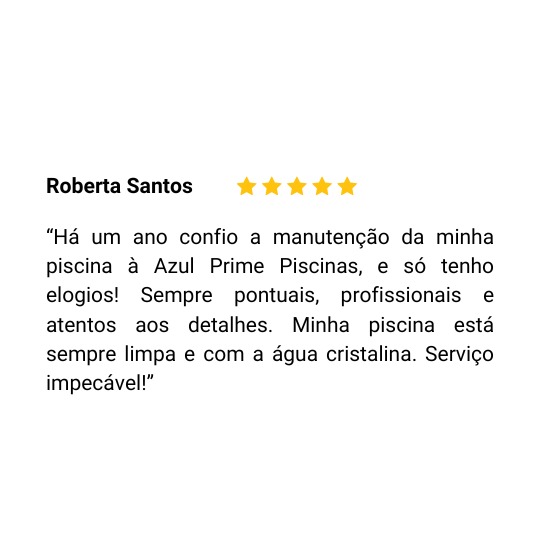 Roberta Santos
“Há um ano confio a manutenção da minha
piscina à Azul Prime Piscinas, e só tenho
elogios! Sempre pontuais, profissionais e
atentos aos detalhes. Minha piscina está
sempre limpa e com a água cristalina. Serviço
impecável!”